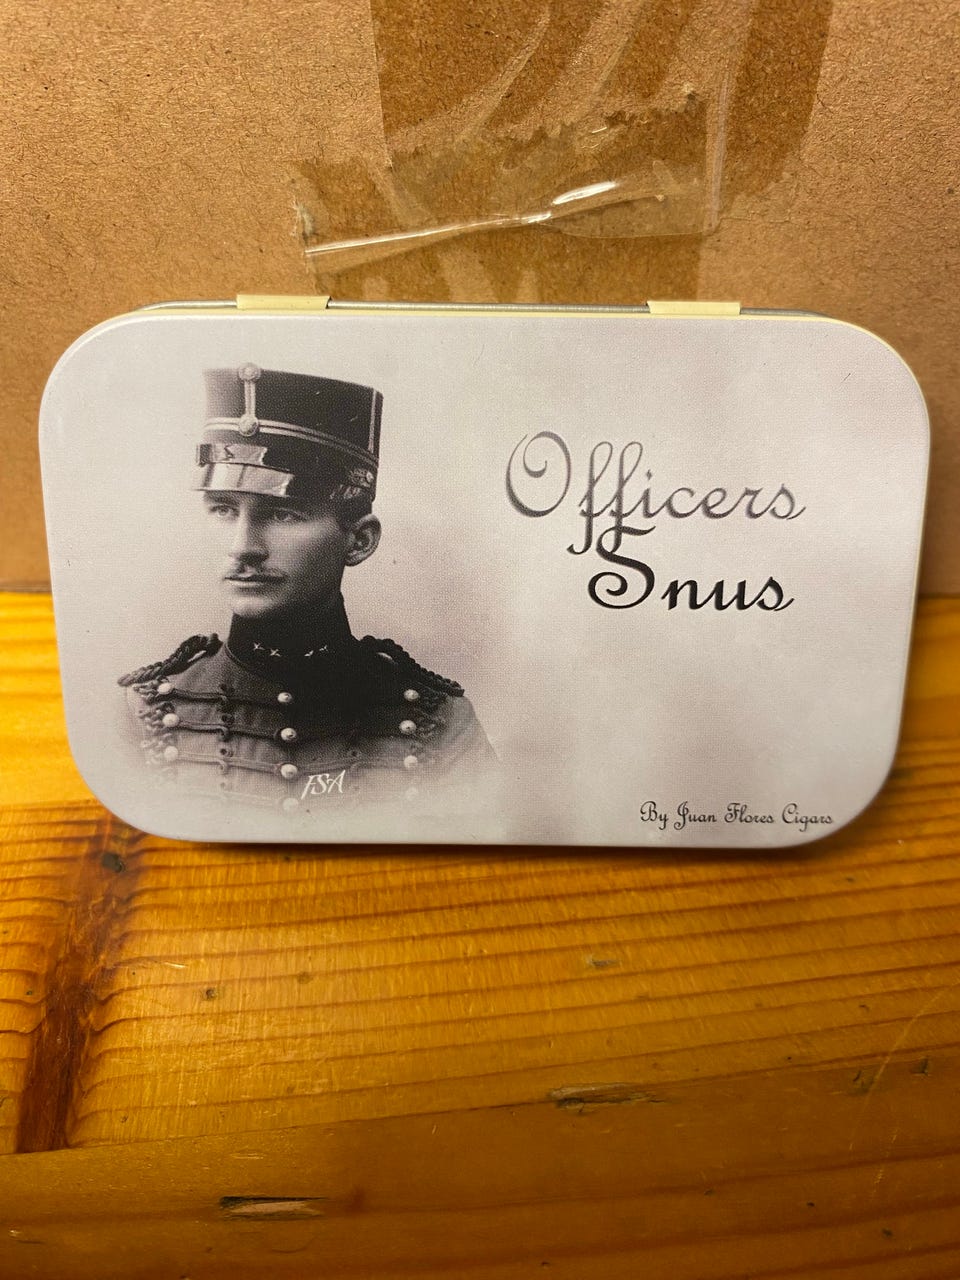 Officers
Snus
FSA
By Juan Flores Cigars